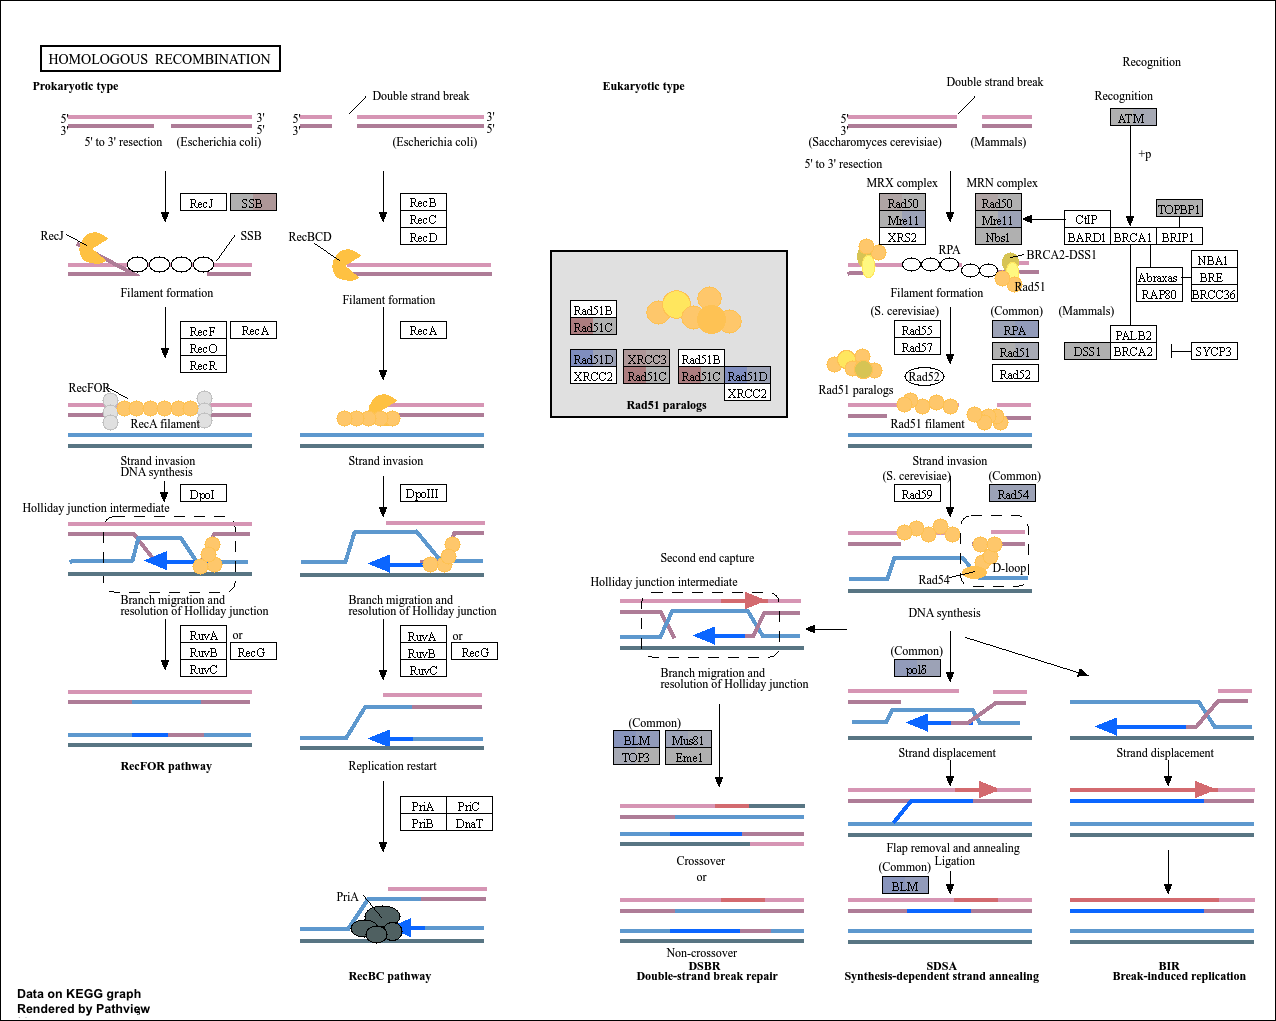 HOMOLOGOUS RECOMBINATION
Prokaryotic type
5'
3'
3'
5'
5' to 3' resection
(Escherichia coli)
RecJ
SSB
RecJ
SSB
Filament formation
RecF
RecA
RecO
RecR
RecFOR
RecA filament
Strand invasion
DNA synthesis
DpoI
Holliday junction intermediate
Branch migration and
resolution of Holliday junction
RuvA
or
RuvB
RecG
RuvC
RecFOR pathway
Double strand break
5'
3'
3'
5'
(Escherichia coli)
RecB
RecC
RecD
RecBCD
Filament formation
RecA
Strand invasion
DpoIII
Branch migration and
resolution of Holliday junction
RuvA
or
RuvB
RecG
RuvC
Replication restart
PriA
PriC
PriB
DnaT
PriA
RecBC pathway
Eukaryotic type
Rad51B
Rad51C
Rad51D
XRCC2
XRCC3
Rad51C
Rad51B
Rad51C
Rad51D
XRCC2
Rad51 paralogs
Double strand break
5'
3'
(Saccharomyces cerevisiae)
(Mammals)
5' to 3' resection
MRX complex
MRN complex
Rad50
Mre11
XRS2
Rad50
Mre11
Nbs1
RPA
BRCA2-DSS1
Rad51
Filament formation
(S. cerevisiae)
(Common)
(Mammals)
Rad55
Rad57
RPA
Rad51
Rad52
Rad52
Rad51 paralogs
Rad51 filament
Recognition
Recognition
ATM
+p
TOPBP1
CtIP
BARD1
BRCA1
BRIP1
NBA1
Abraxas
BRE
RAP80
BRCC36
PALB2
DSS1
BRCA2
SYCP3
Strand invasion
(S. cerevisiae)
(Common)
Rad59
Rad54
D-loop
Rad54
DNA synthesis
Second end capture
Holliday junction intermediate
Branch migration and
resolution of Holliday junction
(Common)
BLM
Mus81
TOP3
Eme1
Crossover
or
Non-crossover
DSBR
Double-strand break repair
(Common)
polδ
Strand displacement
Flap removal and annealing
Ligation
(Common)
BLM
SDSA
Synthesis-dependent strand annealing
Strand displacement
BIR
Break-induced replication
Data on KEGG graph
Rendered by Pathview